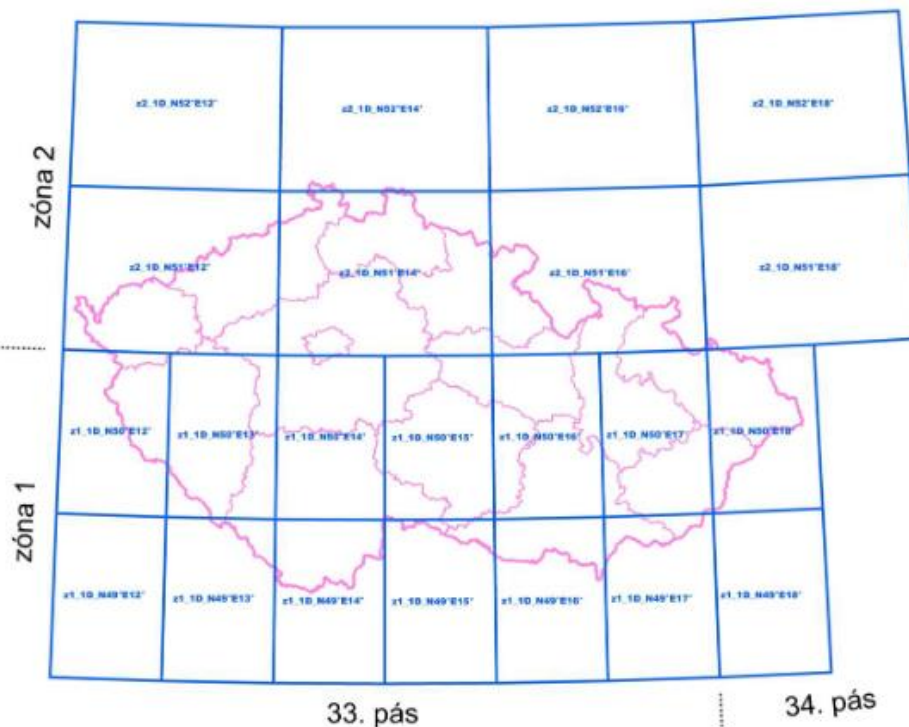 z2_1D_N52°E12°
z2_1D_N52°E14°
z2_1D_N52°E16°
z2_1D_N52°E18°
zóna 2
z2_1D_N51°E12°
z2_1D_N51°E14°
z2_1D_N51°E16°
z2_1D_N51°E18°
z1_1D_N50°E12°
z1_1D_N50°E13°
z1_1D_N50°E14°
z1_1D_N50°E15°
z1_1D_N50°E16°
z1_1D_N50°E17°
z1_1D_N50°E18°
zóna 1
z1_1D_N49°E12°
z1_1D_N49°E13°
z1_1D_N49°E14°
z1_1D_N49°E15°
z1_1D_N49°E16°
z1_1D_N49°E17°
z1_1D_N49°E18°
33. pás
34. pás